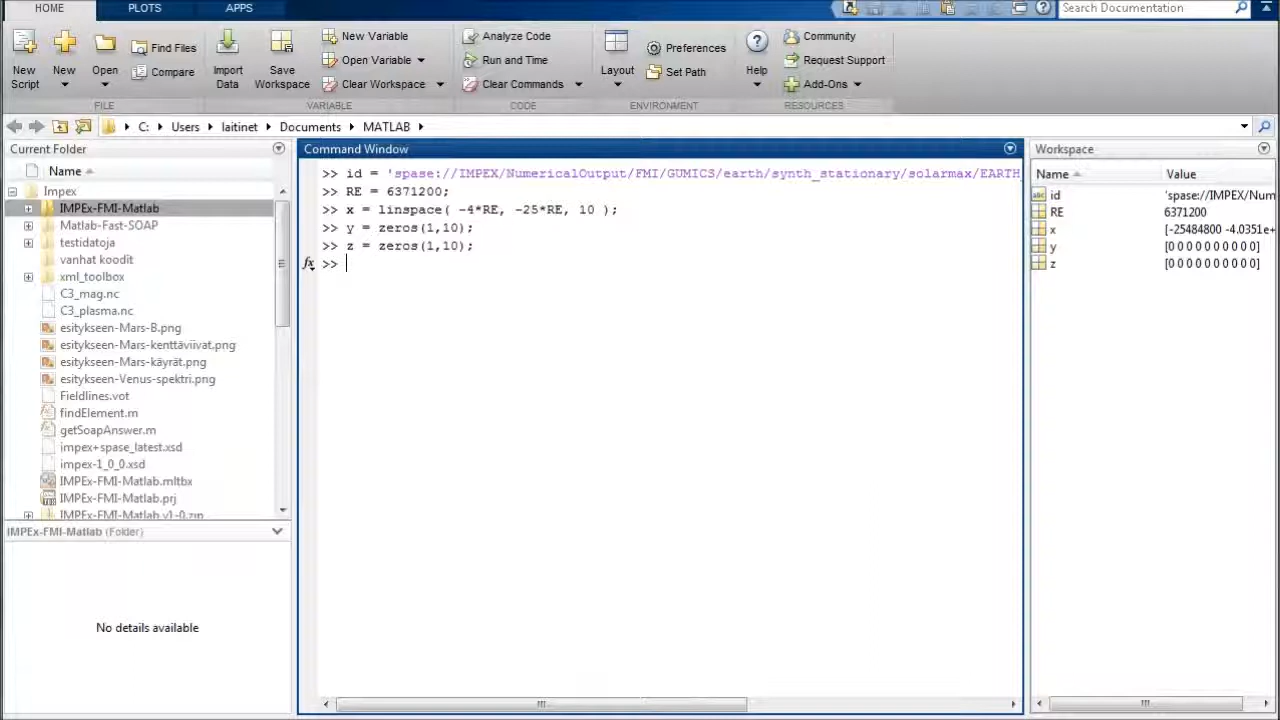 HOME
PLOTS
APPS
Search Documentation
New Script
New
Open
Find Files
Compare
Import Data
Save Workspace
New Variable
Open Variable
Clear Workspace
Analyze Code
Run and Time
Clear Commands
Layout
Preferences
Set Path
Help
Community
Request Support
Add-Ons
FILE
VARIABLE
CODE
ENVIRONMENT
RESOURCES
C: Users laitinet Documents MATLAB
Current Folder
Name
Impex
IMPEx-FMI-Matlab
Matlab-Fast-SOAP
testidatoja
vanhat koodit
xml_toolbox
C3_mag.nc
C3_plasma.nc
esitykseen-Mars-B.png
esitykseen-Mars-kenttäviivat.png
esitykseen-Mars-käyrät.png
esitykseen-Venus-spektri.png
Fieldlines.vot
findElement.m
getSoapAnswer.m
impex+spase_latest.xsd
impex-1_0_0.xsd
IMPEx-FMI-Matlab.mltbx
IMPEx-FMI-Matlab.prj
IMPEx-FMI-Matlab.v1-0.zip
IMPEx-FMI-Matlab (Folder)
No details available
Command Window
>> id = 'spase://IMPEX/NumericalOutput/FMI/GUMICS/earth/synth_stationary/solarmax/EARTH_
>> RE = 6371200;
>> x = linspace( -4*RE, -25*RE, 10 );
>> y = zeros(1,10);
>> z = zeros(1,10);
fx >>
Workspace
Name Value
id 'spase://IMPEX/Num
RE 6371200
x [-25484800 -4.0351e+
y [0 0 0 0 0 0 0 0 0 0]
z [0 0 0 0 0 0 0 0 0 0]